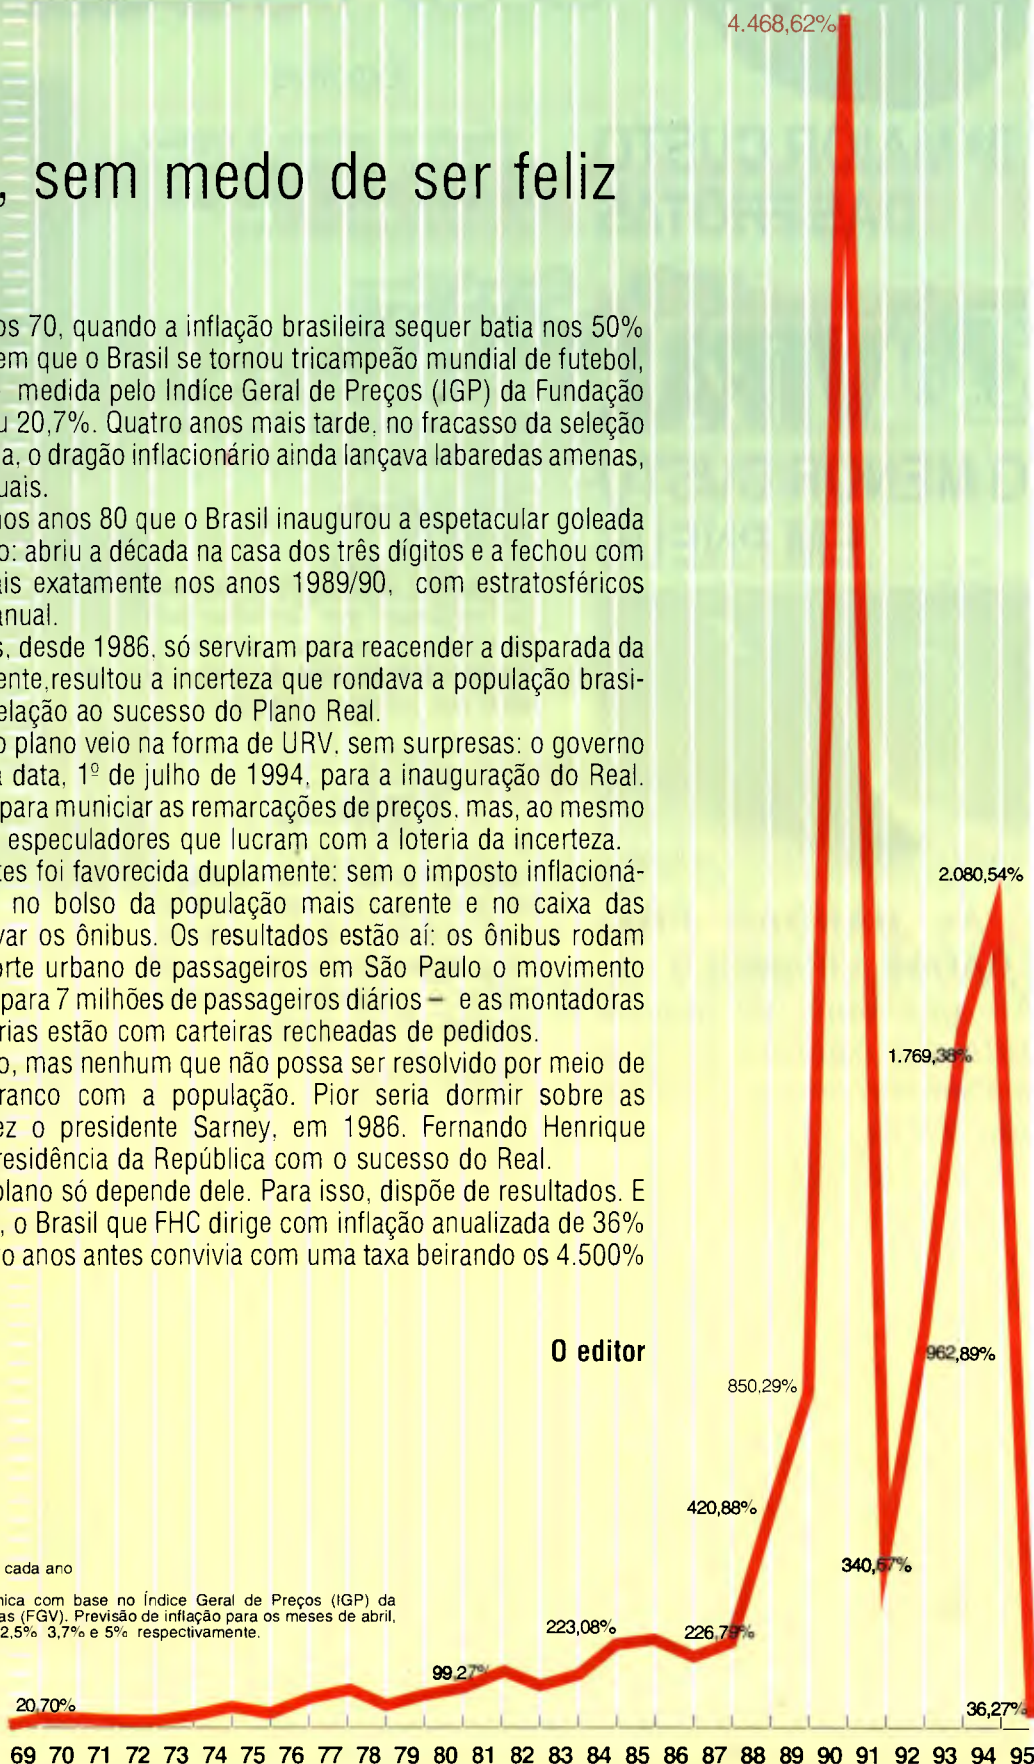 4.468,62%
, sem medo de ser feliz
os 70, quando a inflação brasileira sequer batia nos 50%
em que o Brasil se tornou tricampeão mundial de futebol,
medida pelo Indíce Geral de Preços (IGP) da Fundação
u 20,7%. Quatro anos mais tarde, no fracasso da seleção
a, o dragão inflacionário ainda lançava labaredas amenas,
uais.
nos anos 80 que o Brasil inaugurou a espetacular goleada
o: abriu a década na casa dos três dígitos e a fechou com
is exatamente nos anos 1989/90, com estratosféricos
anual.
s, desde 1986, só serviram para reacender a disparada da
ente,resultou a incerteza que rondava a população brasi-
elação ao sucesso do Plano Real.
o plano veio na forma de URV, sem surpresas: o governo
a data, 1º de julho de 1994, para a inauguração do Real.
para municiar as remarcações de preços, mas, ao mesmo
especuladores que lucram com a loteria da incerteza.
tes foi favorecida duplamente: sem o imposto inflacioná-
no bolso da população mais carente e no caixa das
var os ônibus. Os resultados estão aí: os ônibus rodam
orte urbano de passageiros em São Paulo o movimento
para 7 milhões de passageiros diários – e as montadoras
rias estão com carteiras recheadas de pedidos.
o, mas nenhum que não possa ser resolvido por meio de
ranco com a população. Pior seria dormir sobre as
ez o presidente Sarney, em 1986. Fernando Henrique
residência da República com o sucesso do Real.
plano só depende dele. Para isso, dispõe de resultados. E
, o Brasil que FHC dirige com inflação anualizada de 36%
o anos antes convivia com uma taxa beirando os 4.500%
O editor
2.080,54%
1.769,38%
962,89%
850,29%
420,88%
340,67%
223,08%
226,79%
99,27%
20,70%
36,27%
cada ano
nica com base no Índice Geral de Preços (IGP) da
as (FGV). Previsão de inflação para os meses de abril,
2,5% 3,7% e 5% respectivamente.
69 70 71 72 73 74 75 76 77 78 79 80 81 82 83 84 85 86 87 88 89 90 91 92 93 94 95